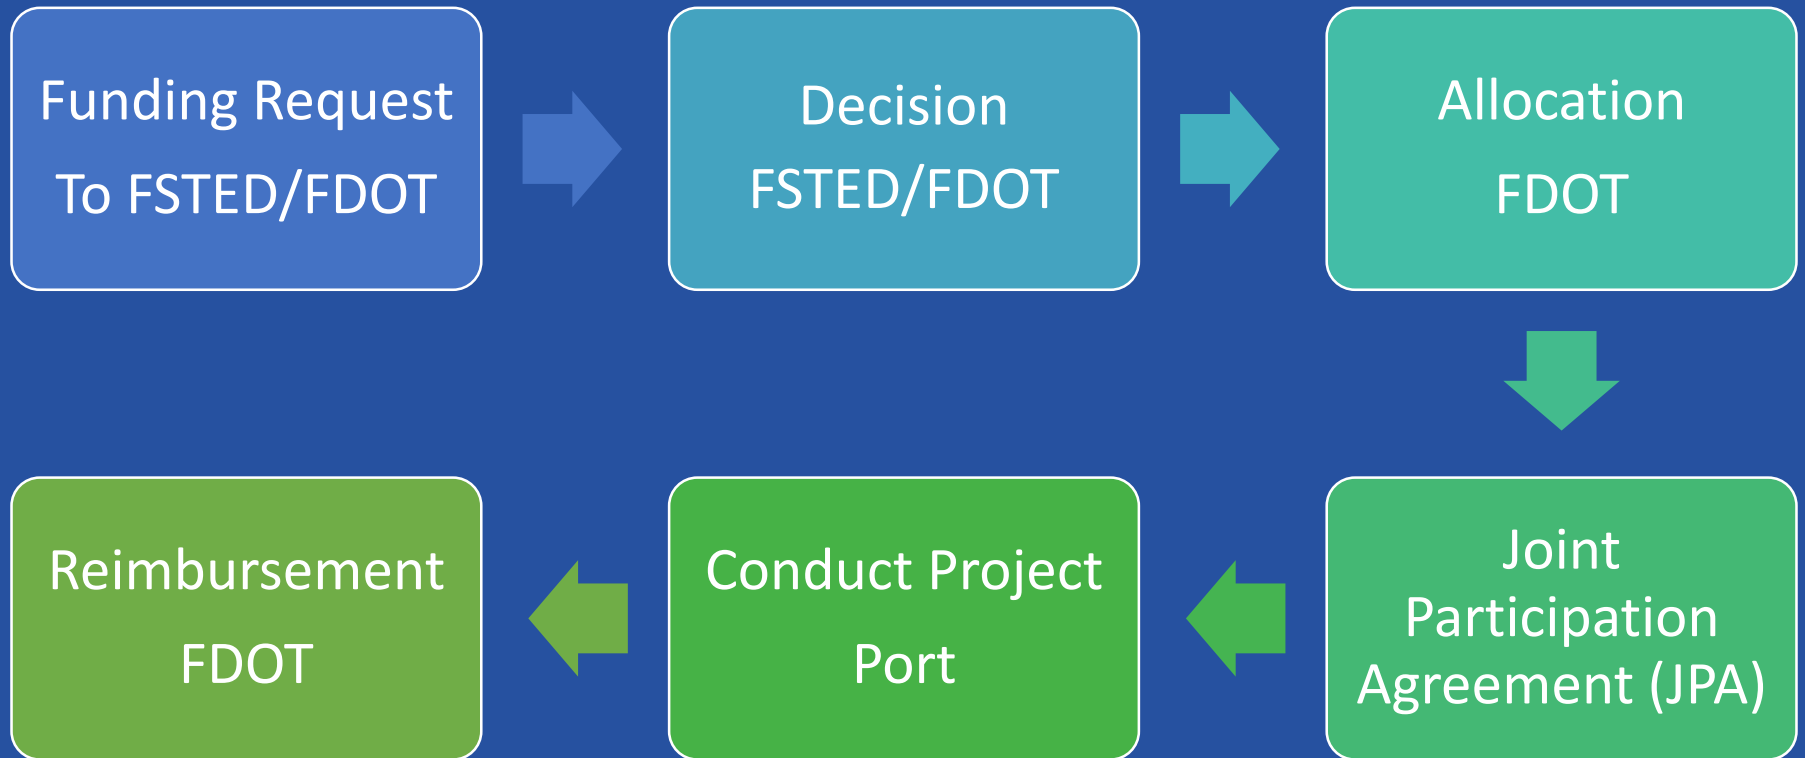 Funding Request
To FSTED/FDOT
Decision
FSTED/FDOT
Allocation
FDOT
Joint
Participation
Agreement (JPA)
Conduct Project
Port
Reimbursement
FDOT